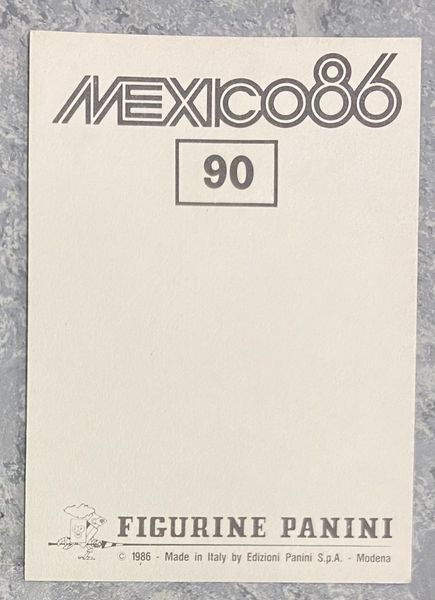 MEXICO86
90
FIGURINE PANINI
© 1986 - Made in Italy by Edizioni Panini S.p.A. - Modena